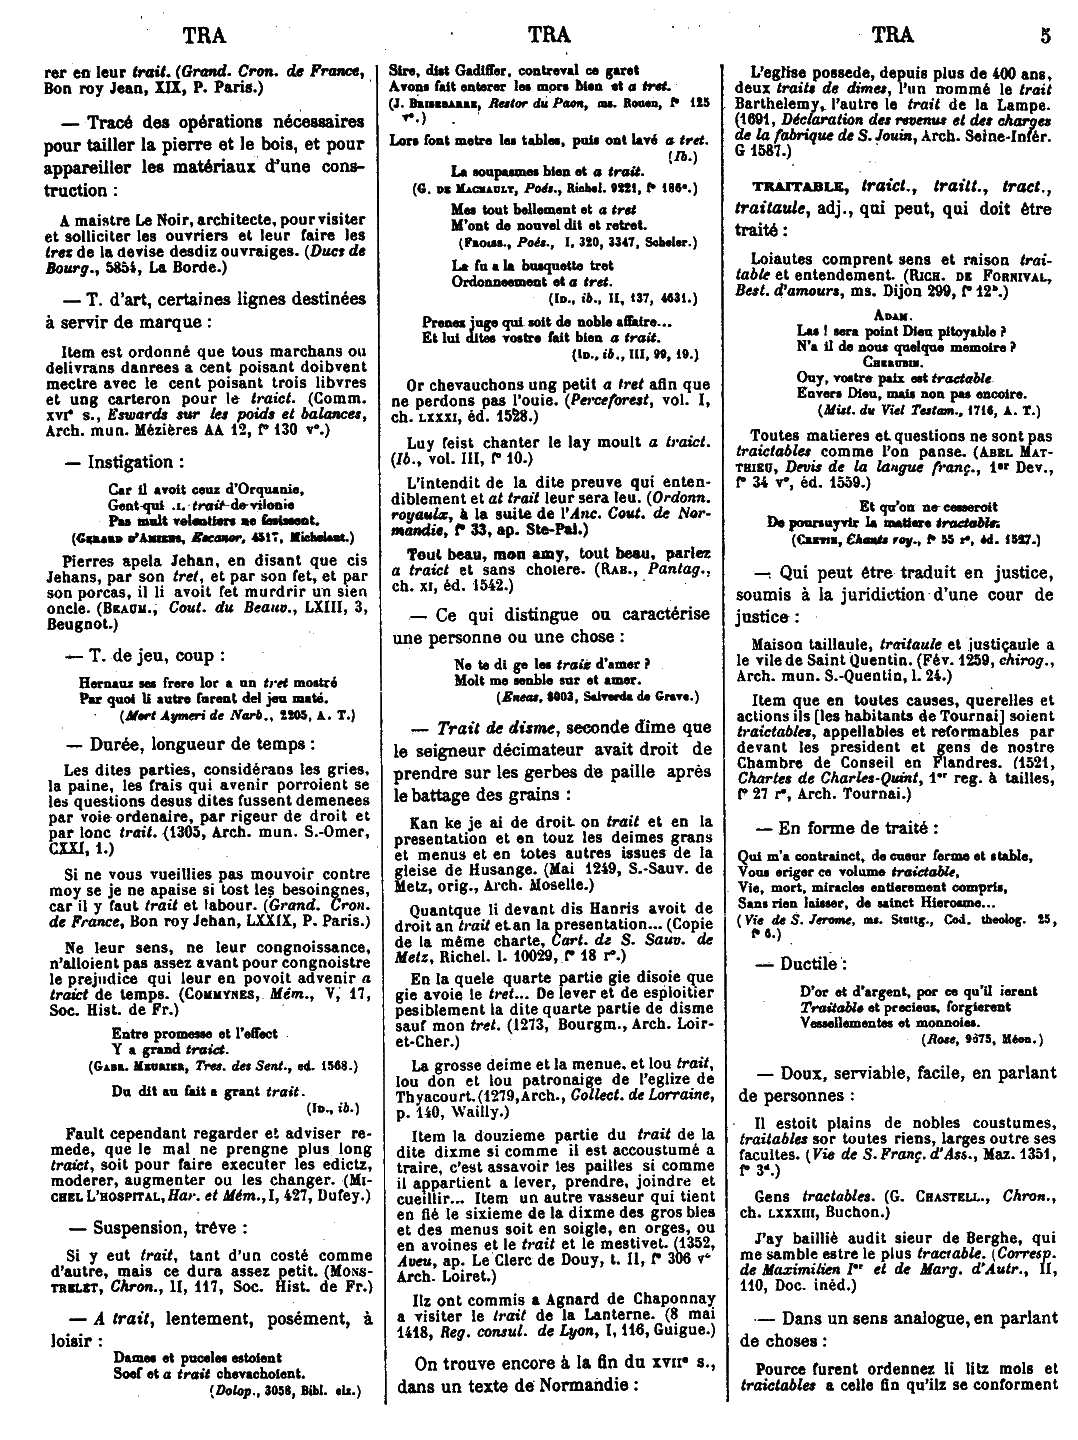 TRA
TRA
TRA 5
rer en leur trait. (Grand. Cron. de France,
Bon roy Jean, XIX, P. Paris.)
— Tracé des opérations nécessaires
pour tailler la pierre et le bois, et pour
appareiller les matériaux d'une cons-
truction :
A maistre Le Noir, architecte, pour visiter
et solliciter les ouvriers et leur faire les
trez de la devise desdiz ouvraiges. (Ducs de
Bourg., 5854, La Borde.)
— T. d'art, certaines lignes destinées
à servir de marque :
Item est ordonné que tous marchans ou
delivrans danrees a cent poisant doibvent
mectre avec le cent poisant trois libvres
et ung carteron pour le traict. (Comm.
XVIᵉ s., Eswards sur les poids et balances,
Arch. mun. Mézières AA 12, fº 130 vº.)
— Instigation :
Car il avoit ceuz d'Orquanie,
Gent qui .I. trait de vilonie
Pas mult volentiers ne fesissent.
(Gerard d'Amiens, Escanor, 4517, Michelant.)
Pierres apela Jehan, en disant que cis
Jehans, par son tret, et par son fet, et par
son porcas, il li avoit fet murdrir un sien
oncle. (Beaum., Cout. du Beauv., LXIII, 3,
Beugnot.)
— T. de jeu, coup :
Hernaus ses frere lor a un tret mostré
Par quoi li autre furent del jeu maté.
(Mort Aymeri de Narb., 2205, A. T.)
— Durée, longueur de temps :
Les dites parties, considérans les gries,
la paine, les frais qui avenir porroient se
les questions desus dites fussent demenees
par voie ordenaire, par rigeur de droit et
par lonc trait. (1305, Arch. mun. S.-Omer,
CXXI, 1.)
Si ne vous vueillies pas mouvoir contre
moy se je ne apaise si tost les besoingnes,
car il y faut trait et labour. (Grand. Cron.
de France, Bon roy Jehan, LXXIX, P. Paris.)
Ne leur sens, ne leur congnoissance,
n'alloient pas assez avant pour congnoistre
le prejudice qui leur en povoit advenir a
traict de temps. (Commynes, Mém., V, 17,
Soc. Hist. de Fr.)
Entre promesse et l'effect
Y a grand traict.
(Gabr. Meurier, Tres. des Sent., ed. 1568.)
Du dit au fait a grant trait.
(Id., ib.)
Fault cependant regarder et adviser re-
mede, que le mal ne prengne plus long
traict, soit pour faire executer les edictz,
moderer, augmenter ou les changer. (Mi-
chel L'hospital, Har. et Mém., I, 427, Dufey.)
— Suspension, trêve :
Si y eut trait, tant d'un costé comme
d'autre, mais ce dura assez petit. (Mons-
trelet, Chron., II, 117, Soc. Hist. de Fr.)
— A trait, lentement, posément, à
loisir :
Dames et puceles estoient
Soef et a trait chevachoient.
(Dolop., 3058, Bibl. elz.)
Sire, dist Gadiffer, contreval ce garet
Avons fait enterer les mors bien et a tret.
(J. Brisebarre, Restor du Paon, ms. Rouen, fº 125
vº.)
Lors font metre les tables, puis ont lavé a tret.
(Ib.)
La soupasmes bien et a trait.
(G. de Machault, Poés., Richel. 9221, fº 186ª.)
Mes tout bellement et a tret
M'ont de nouvel dit et retret.
(Froiss., Poés., I, 320, 3347, Scheler.)
La fu a la busquette tret
Ordonneement et a tret.
(Id., ib., II, 137, 4631.)
Prenez juge qui soit de noble affaire...
Et lui dites vostre fait bien a trait.
(Id., ib., III, 99, 19.)
Or chevauchons ung petit a tret afin que
ne perdons pas l'ouie. (Perceforest, vol. I,
ch. LXXXI, éd. 1528.)
Luy feist chanter le lay moult a traict.
(Ib., vol. III, fº 10.)
L'intendit de la dite preuve qui enten-
diblement et at trait leur sera leu. (Ordonn.
royaulx, à la suite de l'Anc. Cout. de Nor-
mandie, fº 33, ap. Ste-Pal.)
Tout beau, mon amy, tout beau, parlez
a traict et sans cholere. (Rab., Pantag.,
ch. XI, éd. 1542.)
— Ce qui distingue ou caractérise
une personne ou une chose :
Ne te di ge les traiz d'amer ?
Molt me senble sur et amer.
(Eneas, 8003, Salverda de Grave.)
— Trait de disme, seconde dîme que
le seigneur décimateur avait droit de
prendre sur les gerbes de paille après
le battage des grains :
Kan ke je ai de droit on trait et en la
presentation et en touz les deimes grans
et menus et en totes autres issues de la
gleise de Husange. (Mai 1249, S.-Sauv. de
Metz, orig., Arch. Moselle.)
Quantque li devant dis Hanris avoit de
droit an trait et an la presentation... (Copie
de la même charte, Cart. de S. Sauv. de
Metz, Richel. l. 10029, fº 18 rº.)
En la quele quarte partie gie disoie que
gie avoie le tret... De lever et de esploitier
pesiblement la dite quarte partie de disme
sauf mon tret. (1273, Bourgm., Arch. Loir-
et-Cher.)
La grosse deime et la menue, et lou trait,
lou don et lou patronaige de l'eglize de
Thyacourt. (1279, Arch., Collect. de Lorraine,
p. 140, Wailly.)
Item la douzieme partie du trait de la
dite dixme si comme il est accoustumé a
traire, c'est assavoir les pailles si comme
il appartient a lever, prendre, joindre et
cueillir... Item un autre vasseur qui tient
en fié le sixieme de la dixme des gros bles
et des menus soit en soigle, en orges, ou
en avoines et le trait et le mestivet. (1352,
Aveu, ap. Le Clerc de Douy, t. II, fº 306 vº
Arch. Loiret.)
Ilz ont commis a Agnard de Chaponnay
a visiter le trait de la Lanterne. (8 mai
1418, Reg. consul. de Lyon, I, 116, Guigue.)
On trouve encore à la fin du XVIIᵉ s.,
dans un texte de Normandie :
L'eglise possede, depuis plus de 400 ans,
deux traits de dimes, l'un nommé le trait
Barthelemy, l'autre le trait de la Lampe.
(1691, Déclaration des revenus et des charges
de la fabrique de S. Jouin, Arch. Seine-Infér.
G 1587.)
TRAITABLE, traict., traitt., tract.,
traitaule, adj., qui peut, qui doit être
traité :
Loiautes comprent sens et raison trai-
table et entendement. (Rich. de Fornival,
Best. d'amours, ms. Dijon 299, fº 12ª.)
Adam.
Las ! sera point Dieu pitoyable ?
N'a il de nous quelque memoire ?
Cherubin.
Ouy, vostre paix est tractable
Envers Dieu, mais non pas encoire.
(Mist. du Viel Testam., 1716, A. T.)
Toutes matieres et questions ne sont pas
traictables comme l'on panse. (Abel Mat-
thieu, Devis de la langue franç., 1ᵉʳ Dev.,
fº 34 vº, éd. 1559.)
Et qu'on ne cesseroit
De poursuyvir la matiere tractable.
(Cretin, Chants roy., fº 55 rº, éd. 1527.)
— Qui peut être traduit en justice,
soumis à la juridiction d'une cour de
justice :
Maison taillaule, traitaule et justiçaule a
le vile de Saint Quentin. (Fév. 1259, chirog.,
Arch. mun. S.-Quentin, l. 24.)
Item que en toutes causes, querelles et
actions ils [les habitants de Tournai] soient
traictables, appellables et reformables par
devant les president et gens de nostre
Chambre de Conseil en Flandres. (1521,
Chartes de Charles-Quint, 1ᵉʳ reg. à tailles,
fº 27 rº, Arch. Tournai.)
— En forme de traité :
Qui m'a contrainct, de cueur ferme et stable,
Vous eriger ce volume traictable,
Vie, mort, miracles entierement compris,
Sans rien laisser, de sainct Hierosme...
(Vie de S. Jerome, ms. Stuttg., Cod. theolog. 25,
fº 6.)
— Ductile :
D'or et d'argent, por ce qu'il ierent
Traitable et precieus, forgierent
Vessellementes et monnoies.
(Rose, 9575, Méon.)
— Doux, serviable, facile, en parlant
de personnes :
Il estoit plains de nobles coustumes,
traitables sor toutes riens, larges outre ses
facultes. (Vie de S. Franç. d'Ass., Maz. 1351,
fº 3ᵈ.)
Gens tractables. (G. Chastell., Chron.,
ch. LXXXIII, Buchon.)
J'ay baillié audit sieur de Berghe, qui
me samble estre le plus tractable. (Corresp.
de Maximilien Iᵉʳ et de Marg. d'Autr., II,
110, Doc. inéd.)
— Dans un sens analogue, en parlant
de choses :
Pource furent ordennez li litz mols et
traictables a celle fin qu'ilz se conforment